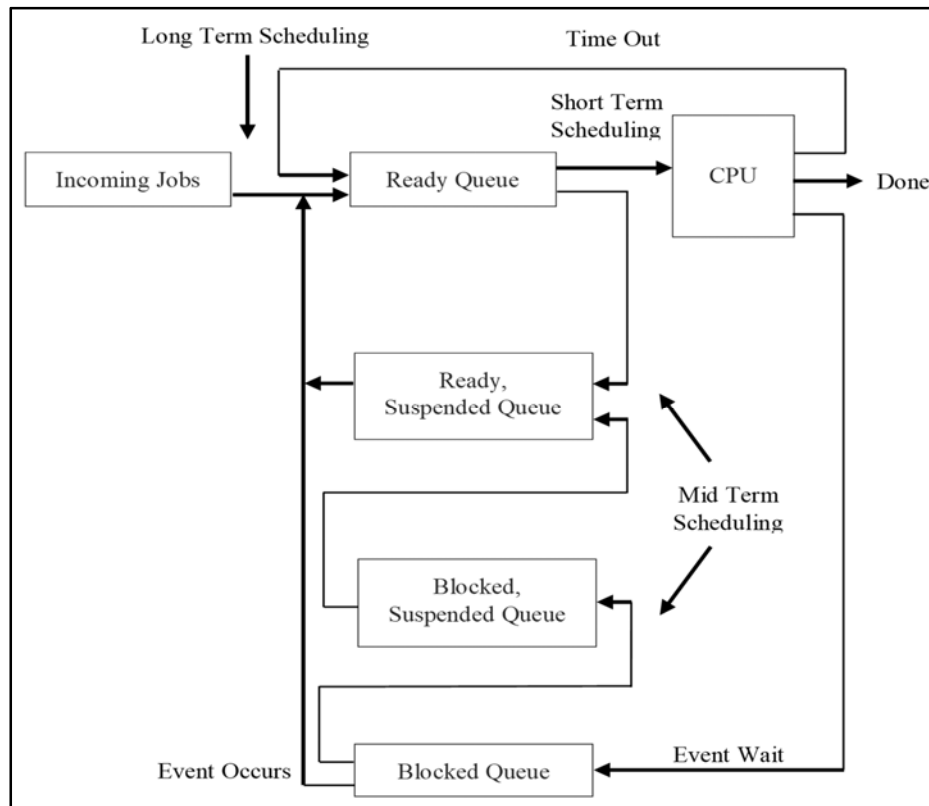 Long Term Scheduling
Time Out
Short Term
Scheduling
Incoming Jobs
Ready Queue
CPU
Done
Ready,
Suspended Queue
Mid Term
Scheduling
Blocked,
Suspended Queue
Event Wait
Event Occurs
Blocked Queue